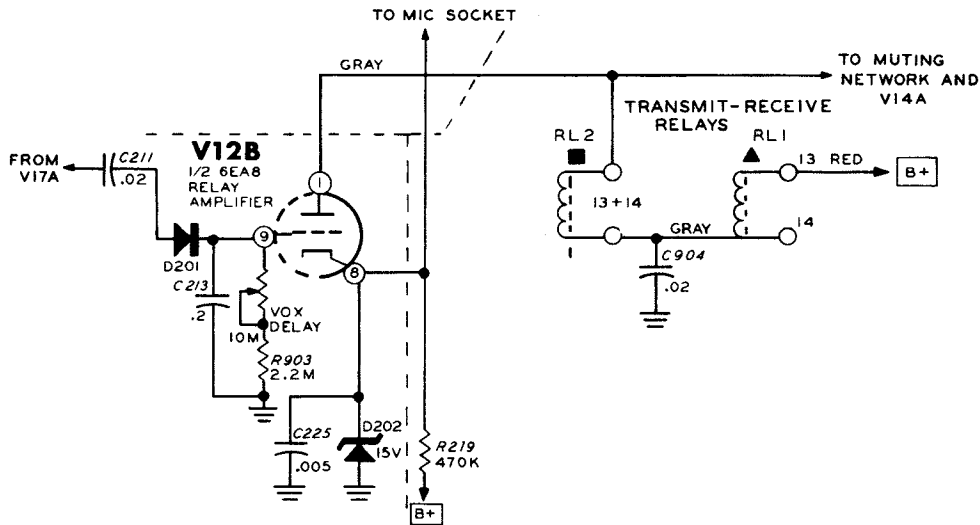 TO MIC SOCKET
GRAY
TO MUTING
NETWORK AND
V14A
TRANSMIT-RECEIVE
RELAYS
RL2
RL1
13 RED
B+
13+14
GRAY
14
C904
.02
FROM
V17A
C211
.02
V12B
1/2 6EA8
RELAY
AMPLIFIER
1
9
8
D201
C213
.2
VOX
DELAY
10M
R903
2.2M
C225
.005
D202
15V
R219
470K
B+